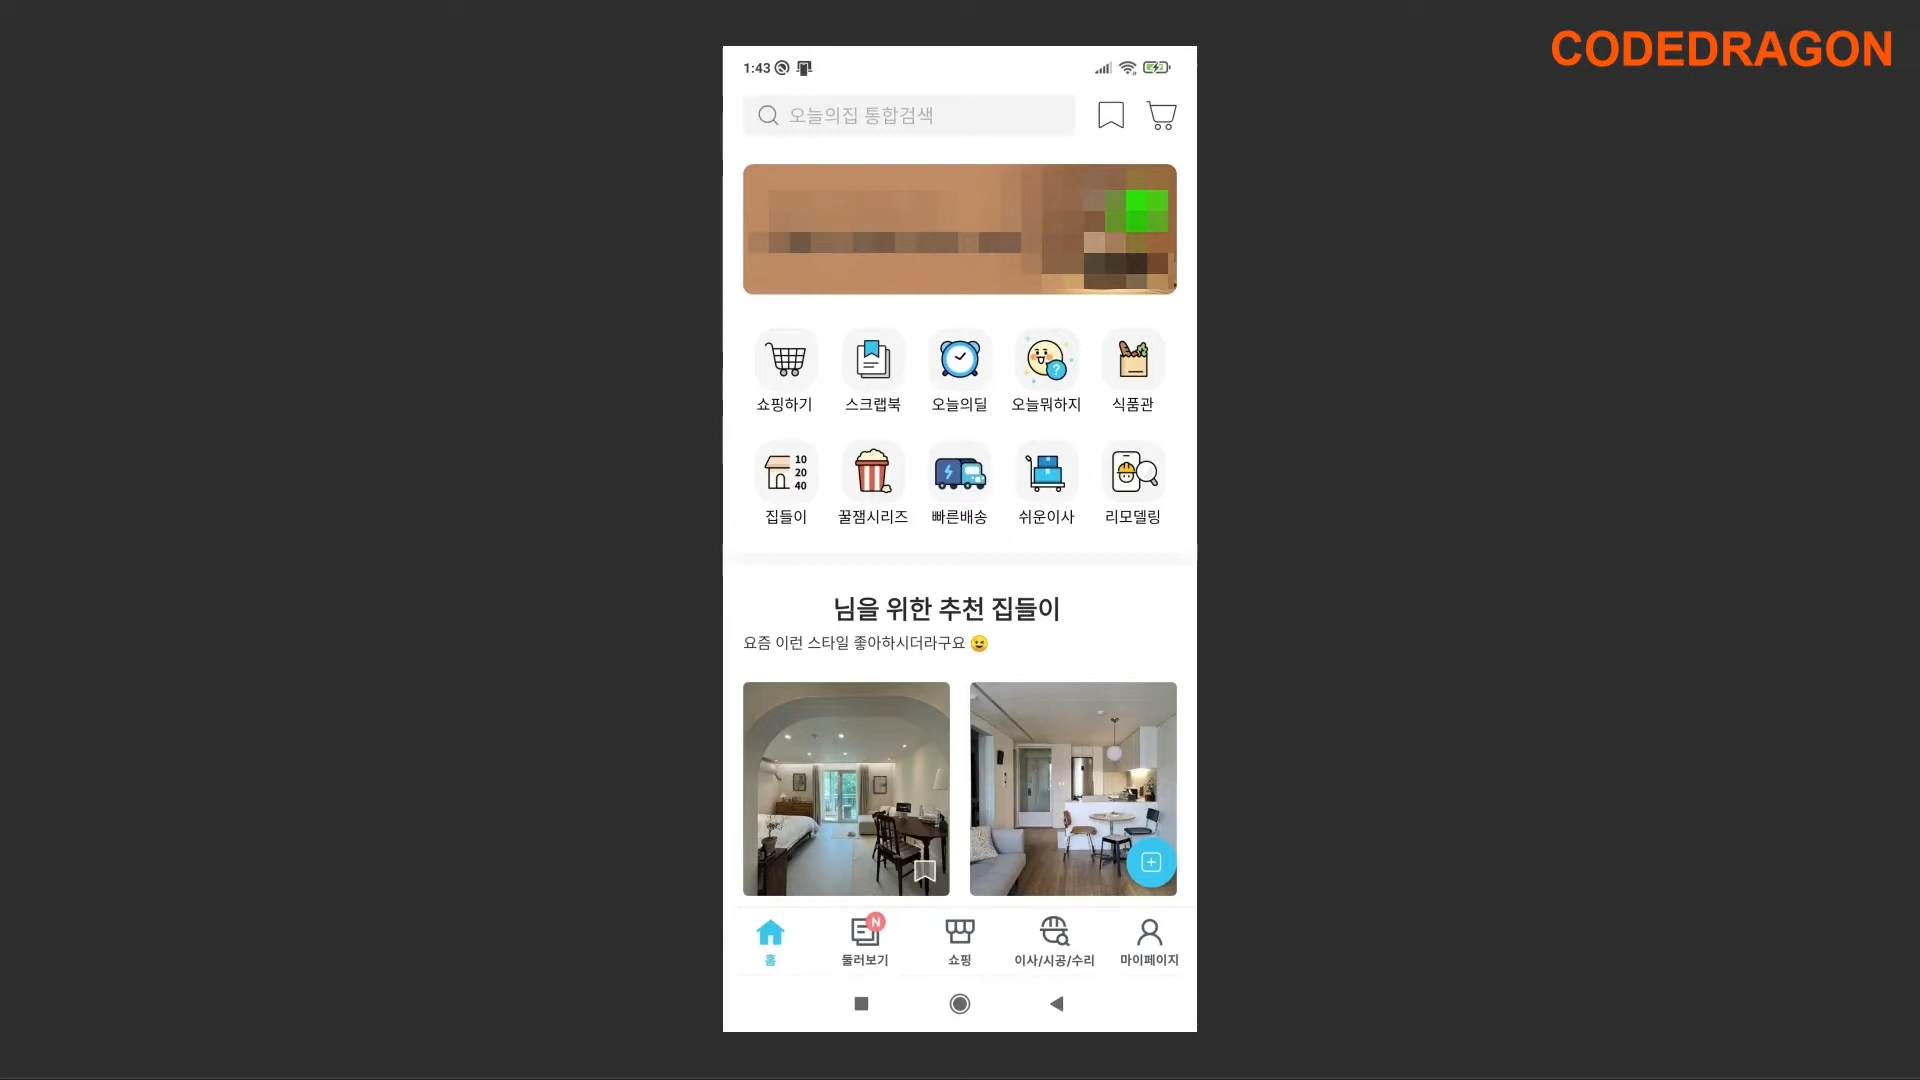 CODEDRAGON
1:43
오늘의집 통합검색
쇼핑하기 스크랩북 오늘의딜 오늘뭐하지 식품관
10
20
40
집들이 꿀잼시리즈 빠른배송 쉬운이사 리모델링
님을 위한 추천 집들이
요즘 이런 스타일 좋아하시더라구요 😉
N
홈 둘러보기 쇼핑 이사/시공/수리 마이페이지